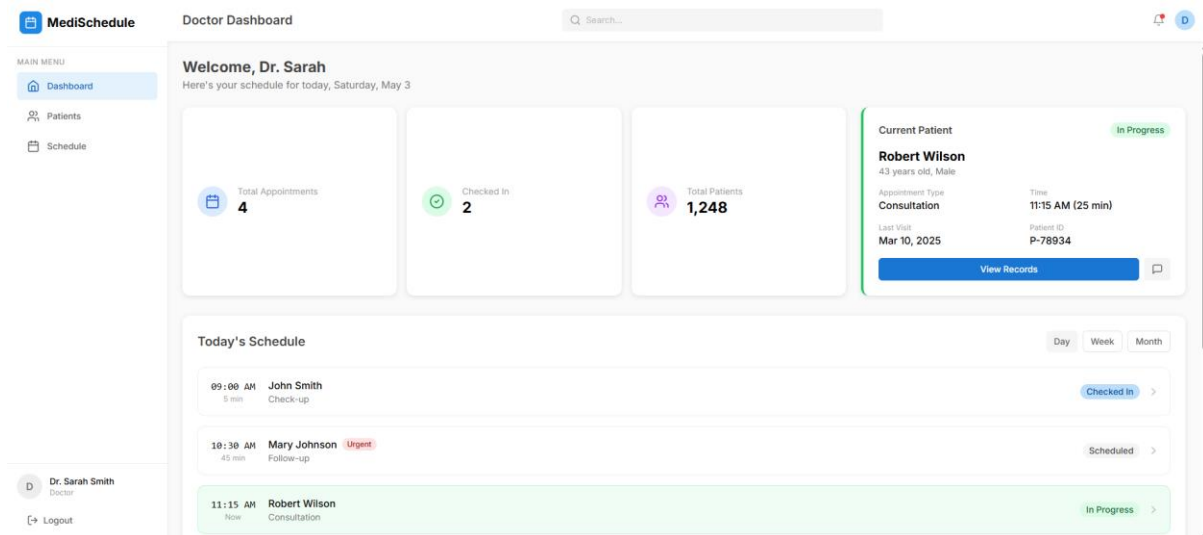 MediSchedule
MAIN MENU
Dashboard
Patients
Schedule
D
Dr. Sarah Smith
Doctor
Logout
Doctor Dashboard
Search...
D
Welcome, Dr. Sarah
Here's your schedule for today, Saturday, May 3
Total Appointments
4
Checked In
2
Total Patients
1,248
Current Patient
In Progress
Robert Wilson
43 years old, Male
Appointment Type
Time
Consultation
11:15 AM (25 min)
Last Visit
Patient ID
Mar 10, 2025
P-78934
View Records
Today's Schedule
Day Week Month
09:00 AM John Smith
5 min Check-up
Checked In
10:30 AM Mary Johnson Urgent
45 min Follow-up
Scheduled
11:15 AM Robert Wilson
Now Consultation
In Progress